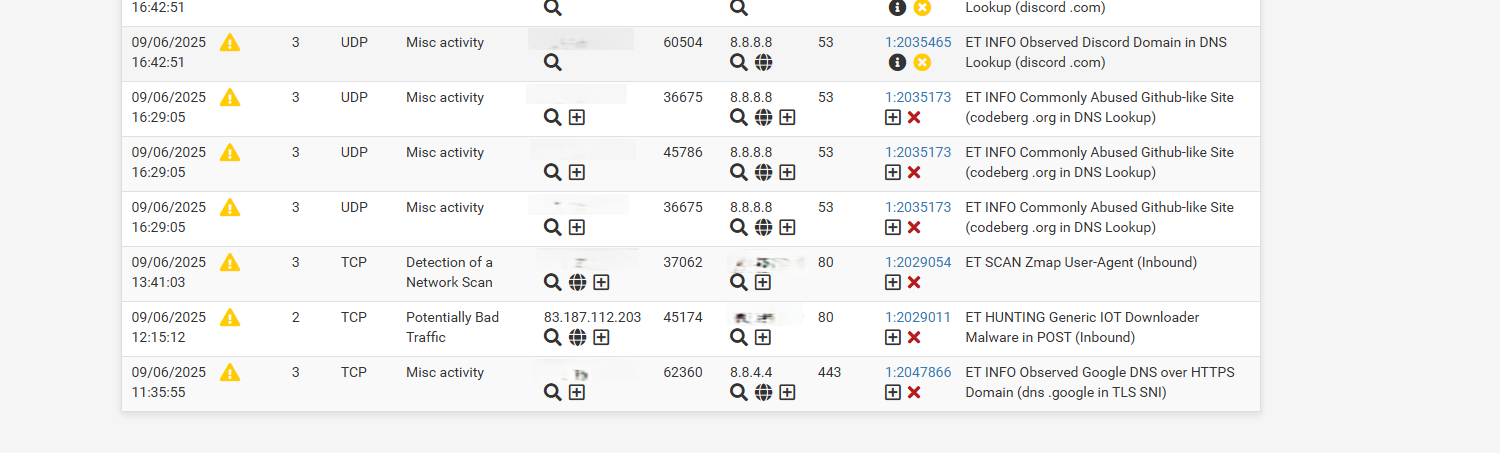 16:42:51 Lookup (discord .com)
09/06/2025 3 UDP Misc activity 60504 8.8.8.8 53 1:2035465 ET INFO Observed Discord Domain in DNS
16:42:51 Lookup (discord .com)
09/06/2025 3 UDP Misc activity 36675 8.8.8.8 53 1:2035173 ET INFO Commonly Abused Github-like Site
16:29:05 (codeberg .org in DNS Lookup)
09/06/2025 3 UDP Misc activity 45786 8.8.8.8 53 1:2035173 ET INFO Commonly Abused Github-like Site
16:29:05 (codeberg .org in DNS Lookup)
09/06/2025 3 UDP Misc activity 36675 8.8.8.8 53 1:2035173 ET INFO Commonly Abused Github-like Site
16:29:05 (codeberg .org in DNS Lookup)
09/06/2025 3 TCP Detection of a 37062 80 1:2029054 ET SCAN Zmap User-Agent (Inbound)
13:41:03 Network Scan
09/06/2025 2 TCP Potentially Bad 83.187.112.203 45174 80 1:2029011 ET HUNTING Generic IOT Downloader
12:15:12 Traffic Malware in POST (Inbound)
09/06/2025 3 TCP Misc activity 62360 8.8.4.4 443 1:2047866 ET INFO Observed Google DNS over HTTPS
11:35:55 Domain (dns .google in TLS SNI)